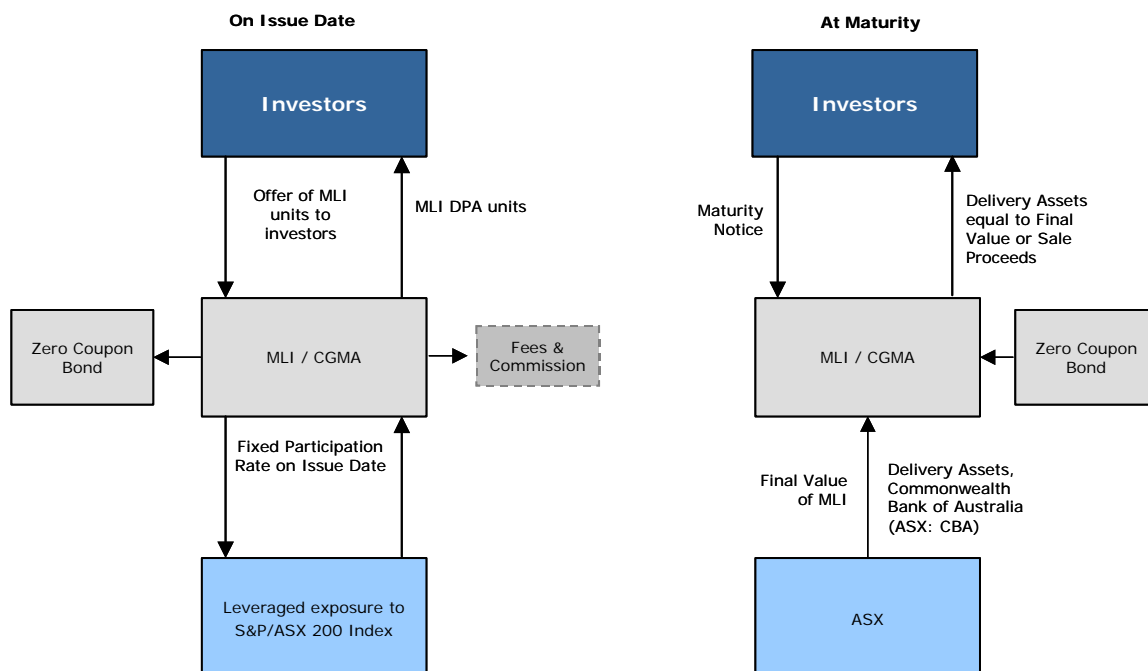 On Issue Date
Investors
Offer of MLI
units to
investors
MLI DPA units
Zero Coupon
Bond
MLI / CGMA
Fees &
Commission
Fixed Participation
Rate on Issue Date
Leveraged exposure to
S&P/ASX 200 Index
At Maturity
Investors
Maturity
Notice
Delivery Assets
equal to Final
Value or Sale
Proceeds
MLI / CGMA
Zero Coupon
Bond
Final Value
of MLI
Delivery Assets,
Commonwealth
Bank of Australia
(ASX: CBA)
ASX